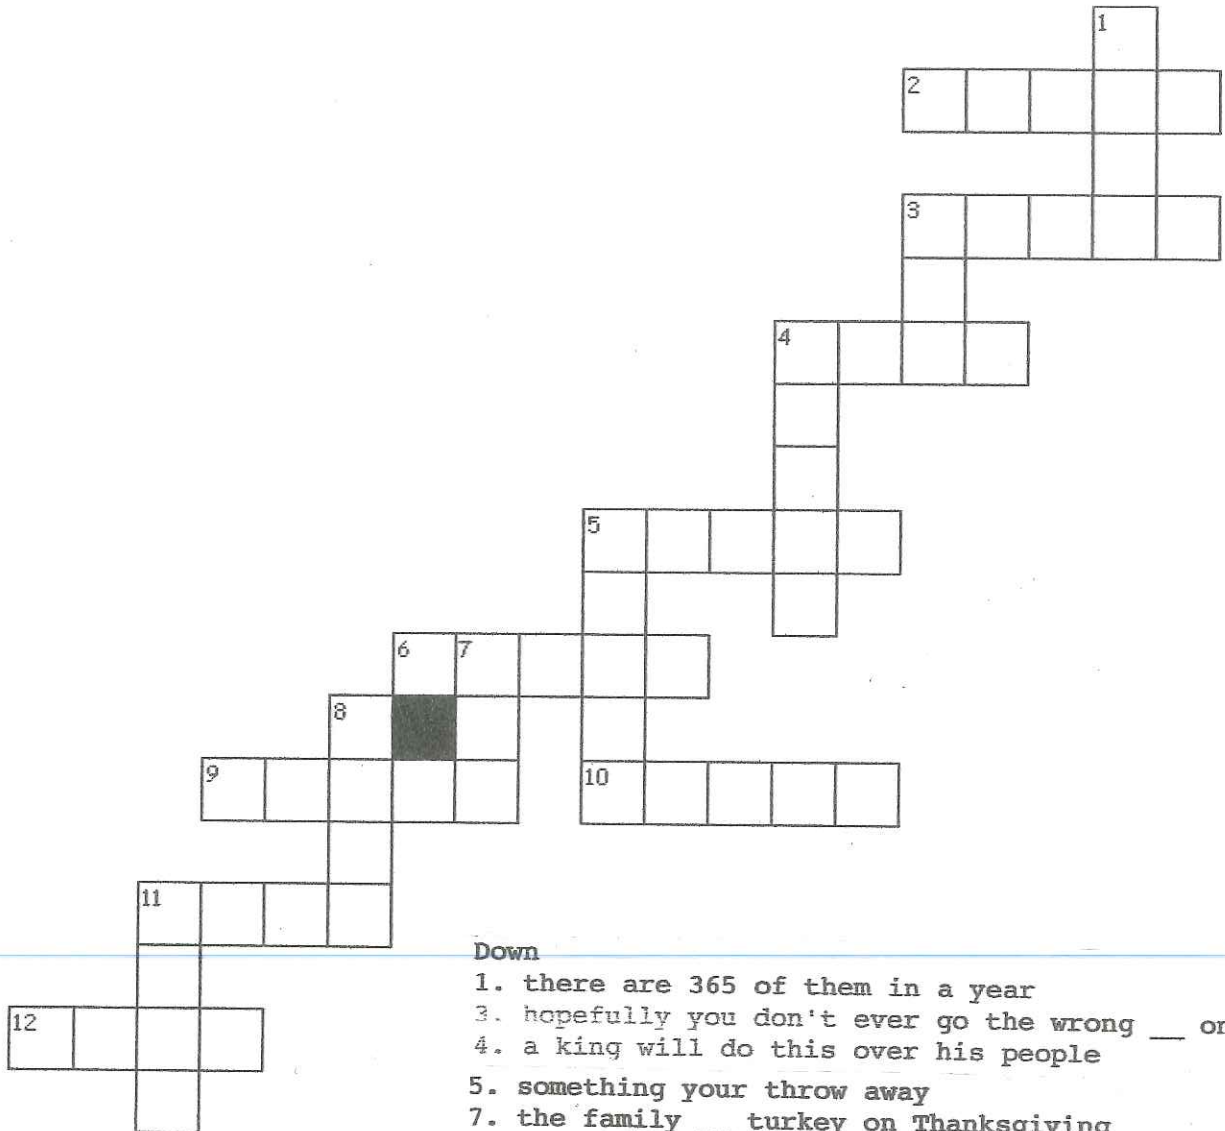 1
2
3
4
5
6 7
8
9
10
11
12
Down
1. there are 365 of them in a year
3. hopefully you don't ever go the wrong __ or
4. a king will do this over his people
5. something your throw away
7. the family __ turkey on Thanksgiving